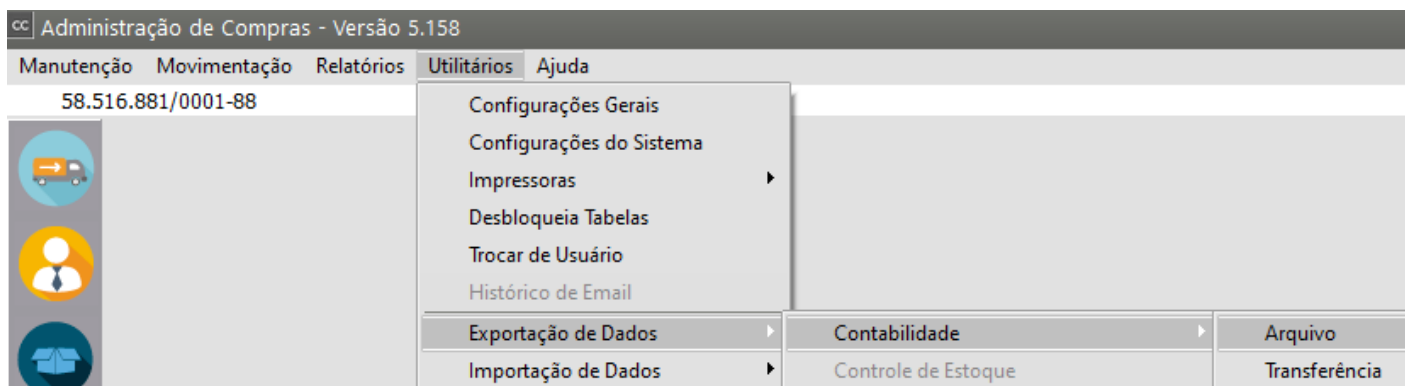 cc Administração de Compras - Versão 5.158
Manutenção Movimentação Relatórios Utilitários Ajuda
58.516.881/0001-88
Configurações Gerais
Configurações do Sistema
Impressoras
Desbloqueia Tabelas
Trocar de Usuário
Histórico de Email
Exportação de Dados Contabilidade Arquivo
Importação de Dados Controle de Estoque Transferência